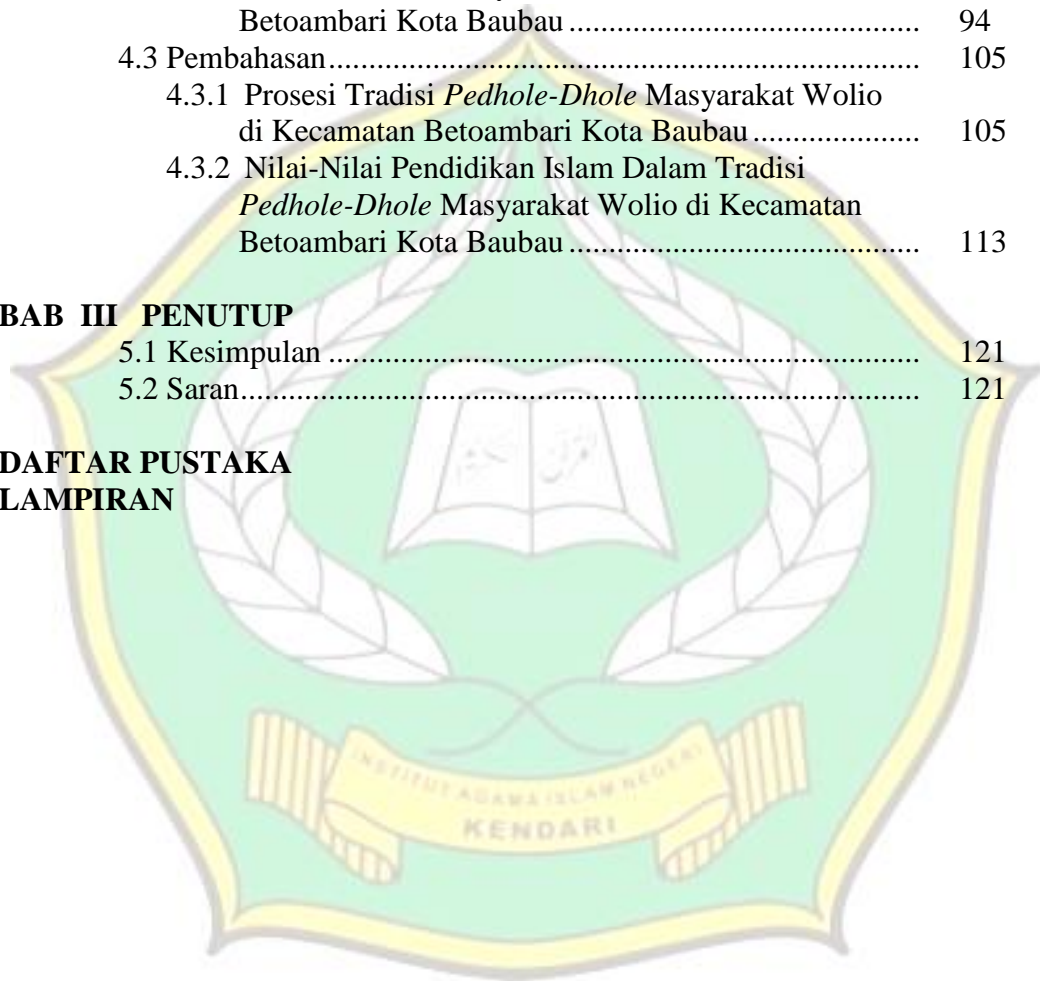 Betoambari Kota Baubau ............................................... 94
4.3 Pembahasan............................................................................... 105
4.3.1 Prosesi Tradisi Pedhole-Dhole Masyarakat Wolio
di Kecamatan Betoambari Kota Baubau ...................... 105
4.3.2 Nilai-Nilai Pendidikan Islam Dalam Tradisi
Pedhole-Dhole Masyarakat Wolio di Kecamatan
Betoambari Kota Baubau ............................................... 113
BAB III PENUTUP
5.1 Kesimpulan ............................................................................... 121
5.2 Saran........................................................................................... 121
DAFTAR PUSTAKA
LAMPIRAN
INSTITUT AGAMA ISLAM NEGERI
KENDARI